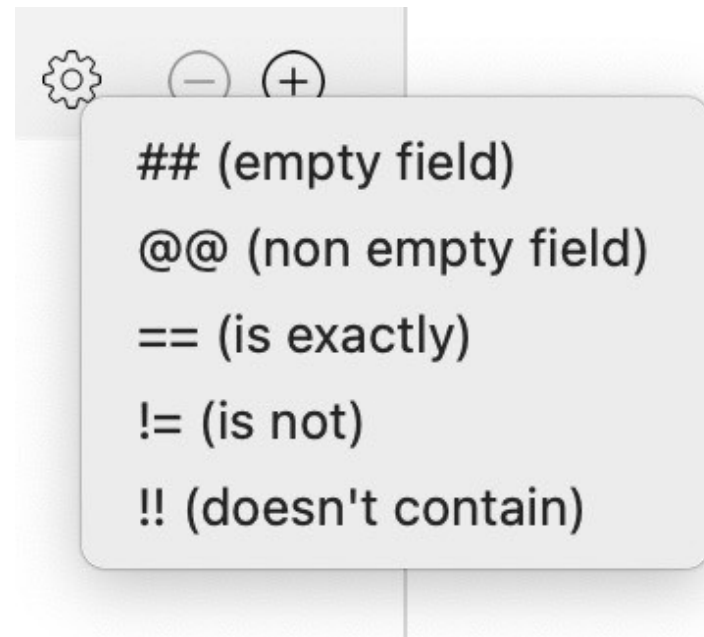 ## (empty field)
@@ (non empty field)
== (is exactly)
!= (is not)
!! (doesn't contain)